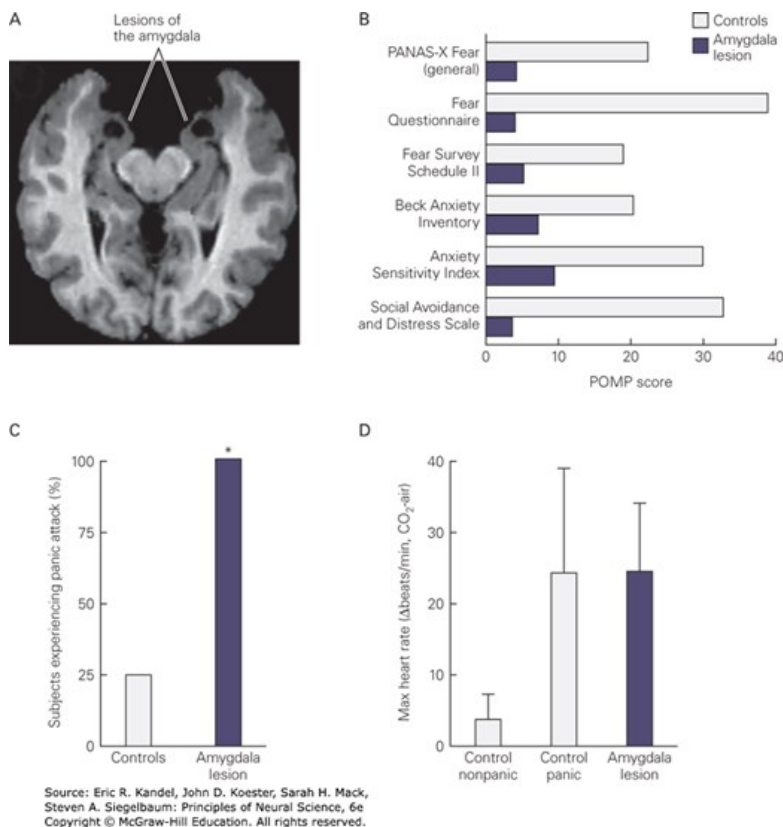 A
Lesions of
the amygdala
B
Controls
Amygdala
lesion
PANAS-X Fear
(general)
Fear
Questionnaire
Fear Survey
Schedule II
Beck Anxiety
Inventory
Anxiety
Sensitivity Index
Social Avoidance
and Distress Scale
0 10 20 30 40
POMP score
C
Subjects experiencing panic attack (%)
100
75
50
25
0
*
Controls
Amygdala
lesion
D
Max heart rate (Δbeats/min, CO₂-air)
40
30
20
10
0
Control
nonpanic
Control
panic
Amygdala
lesion
Source: Eric R. Kandel, John D. Koester, Sarah H. Mack,
Steven A. Siegelbaum: Principles of Neural Science, 6e
Copyright © McGraw-Hill Education. All rights reserved.